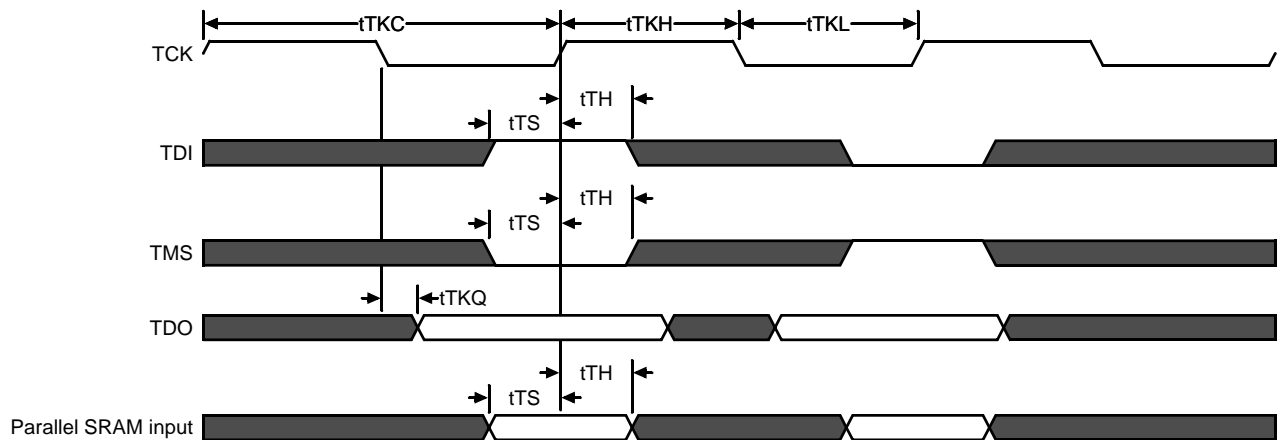 tTKC tTKH tTKL
TCK
tTH
tTS
TDI
tTH
tTS
TMS
tTKQ
TDO
tTH
tTS
Parallel SRAM input